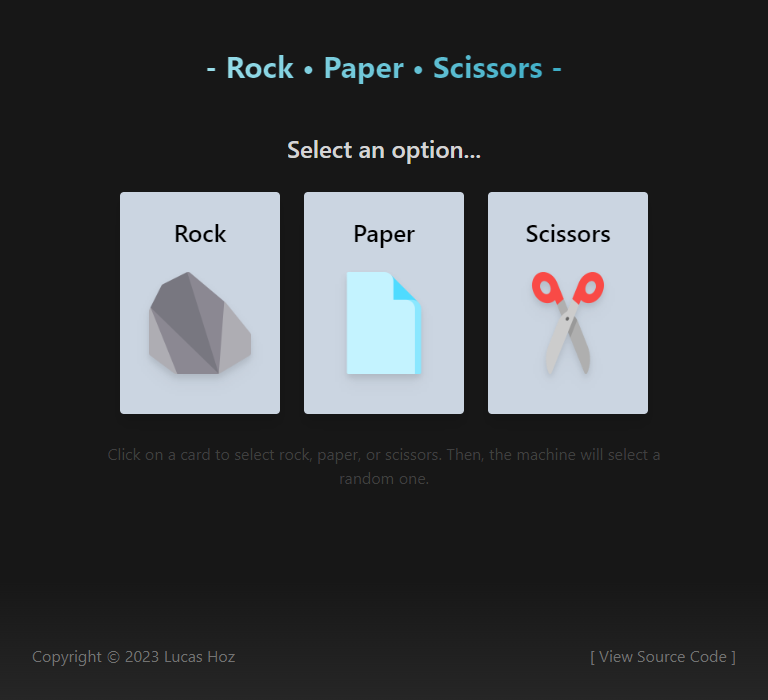 - Rock • Paper • Scissors -
Select an option...
Rock
Paper
Scissors
Click on a card to select rock, paper, or scissors. Then, the machine will select a
random one.
Copyright © 2023 Lucas Hoz
[ View Source Code ]